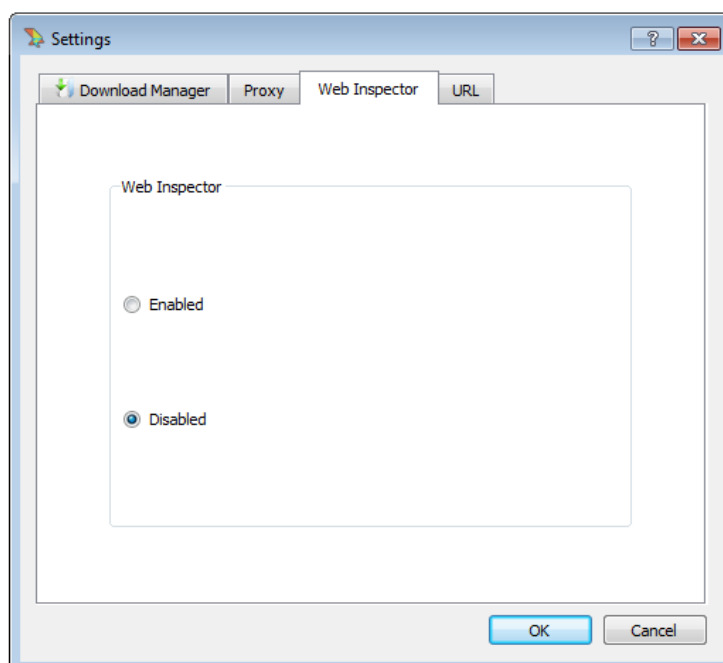 Settings
Download Manager Proxy Web Inspector URL
Web Inspector
Enabled
Disabled
OK Cancel